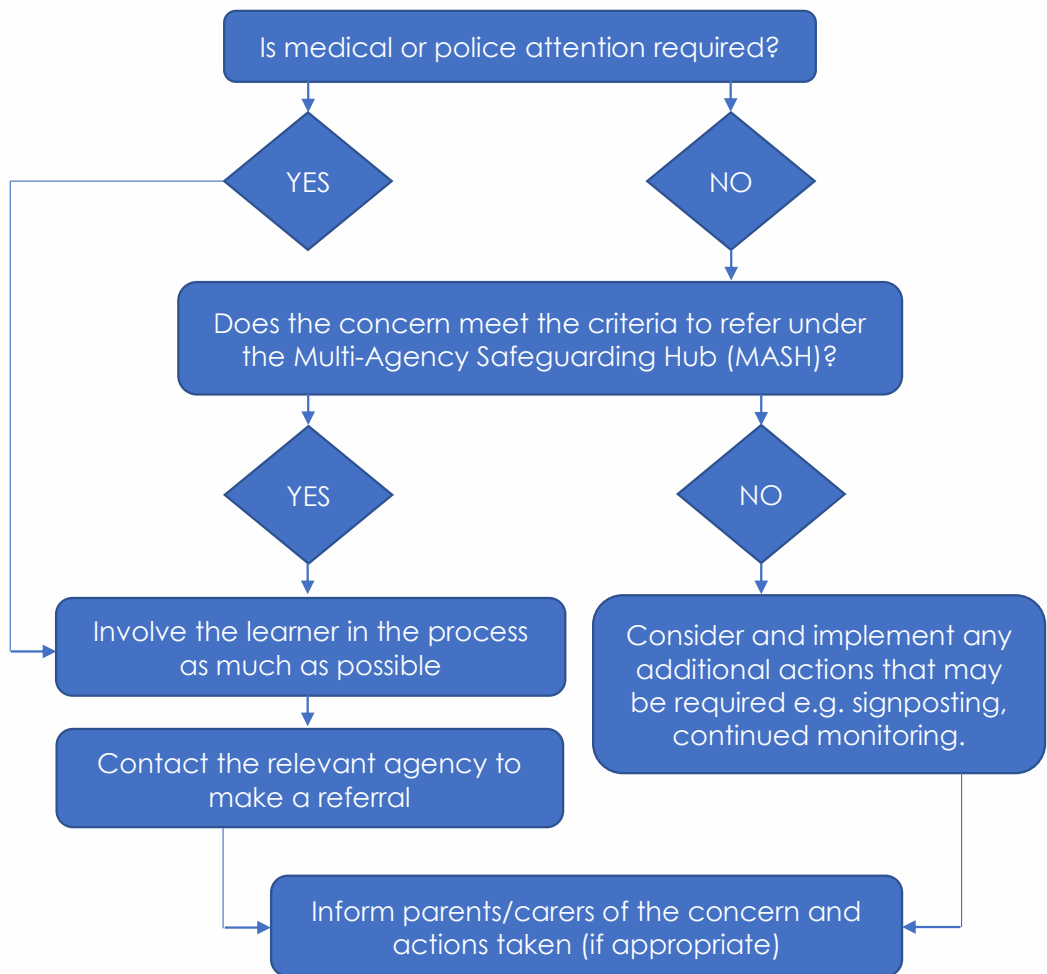 Is medical or police attention required?
YES
NO
Does the concern meet the criteria to refer under
the Multi-Agency Safeguarding Hub (MASH)?
YES
NO
Involve the learner in the process
as much as possible
Consider and implement any
additional actions that may
be required e.g. signposting,
continued monitoring.
Contact the relevant agency to
make a referral
Inform parents/carers of the concern and
actions taken (if appropriate)